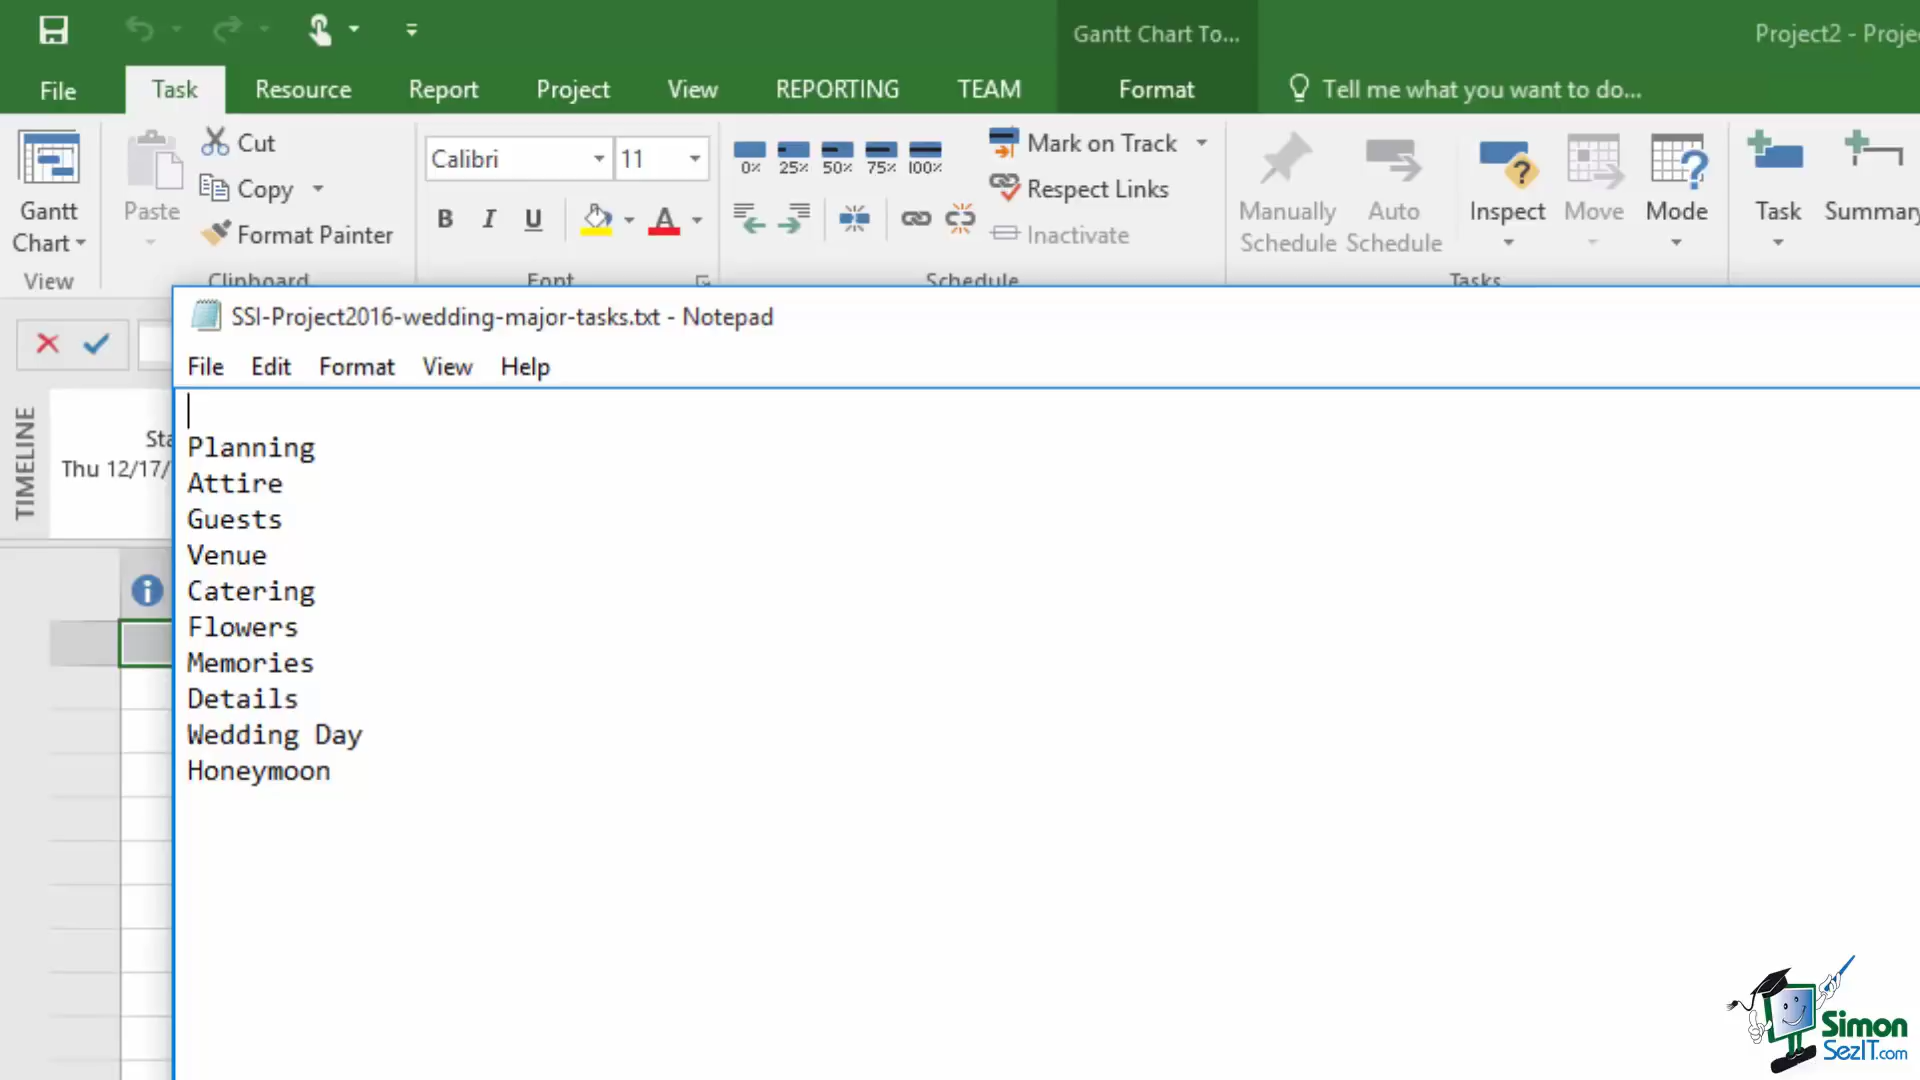 Gantt Chart To...
Project2 - Proje
File
Task
Resource
Report
Project
View
REPORTING
TEAM
Format
Tell me what you want to do...
Gantt
Chart
View
Paste
Cut
Copy
Format Painter
Clipboard
Calibri
11
B I U
A
Font
0% 25% 50% 75% 100%
Mark on Track
Respect Links
Inactivate
Schedule
Manually
Schedule
Auto
Schedule
Inspect
Move
Mode
Tasks
Task
Summary
SSI-Project2016-wedding-major-tasks.txt - Notepad
File Edit Format View Help
TIMELINE
Sta
Thu 12/17/
Planning
Attire
Guests
Venue
Catering
Flowers
Memories
Details
Wedding Day
Honeymoon
Simon
SezIT.com